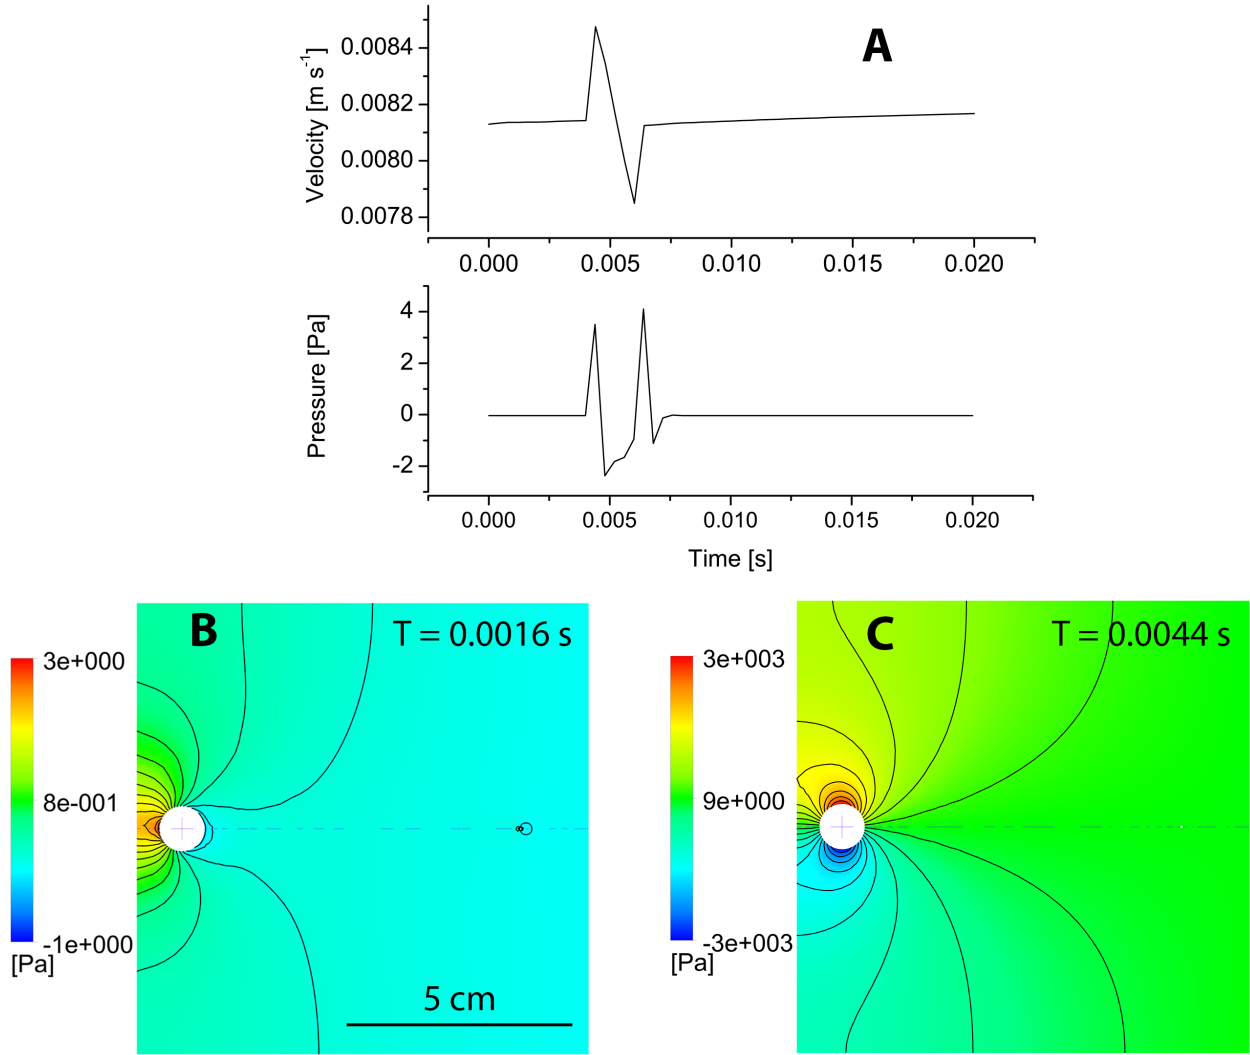 A
Velocity [m s-1]
0.0084
0.0082
0.0080
0.0078
0.000 0.005 0.010 0.015 0.020
Pressure [Pa]
4
2
0
-2
0.000 0.005 0.010 0.015 0.020
Time [s]
B
T = 0.0016 s
3e+000
8e-001
-1e+000
[Pa]
5 cm
C
T = 0.0044 s
3e+003
9e+000
-3e+003
[Pa]